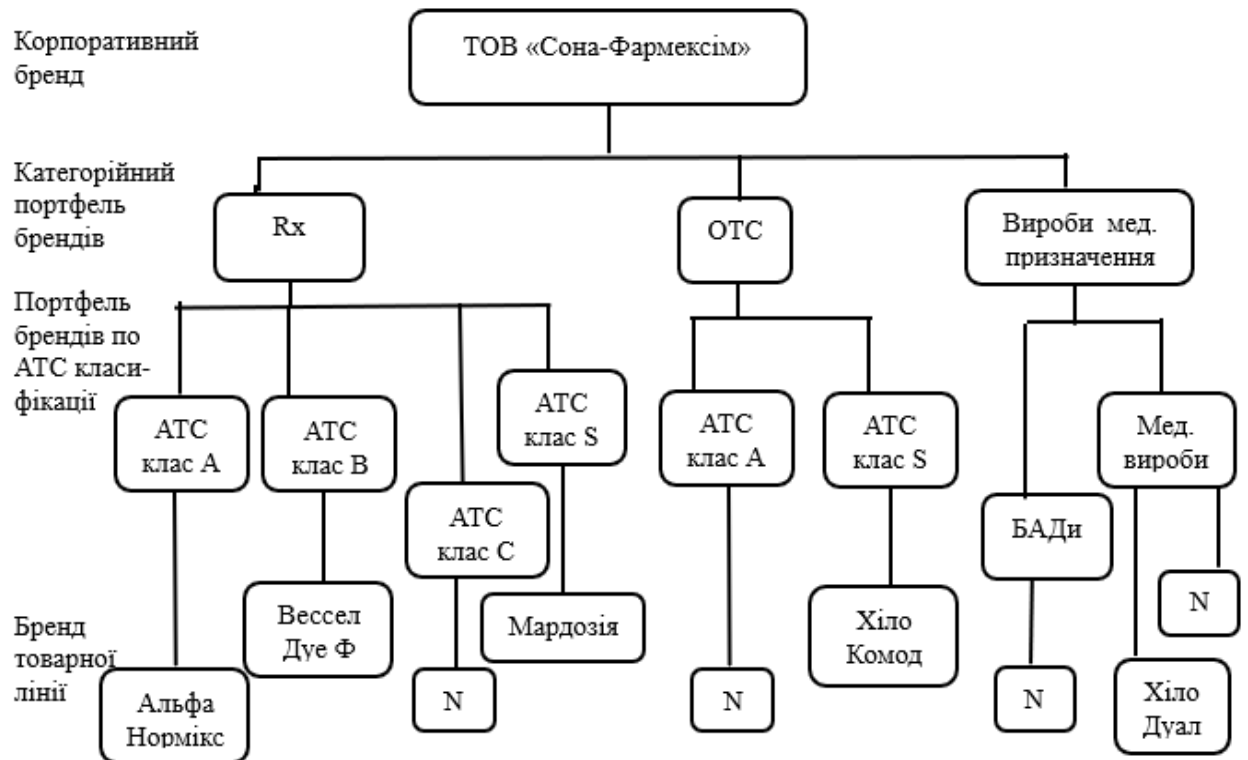 Корпоративний
бренд
ТОВ «Сона-Фармексім»
Категорійний
портфель
брендів
Rx
ОТС
Вироби мед.
призначення
Портфель
брендів по
АТС класи-
фікації
АТС
клас А
АТС
клас В
АТС
клас С
АТС
клас S
АТС
клас А
АТС
клас S
БАДи
Мед.
вироби
Бренд
товарної
лінії
Альфа
Нормікс
Вессел
Дуе Ф
N
Мардозія
N
Хіло
Комод
N
Хіло
Дуал
N